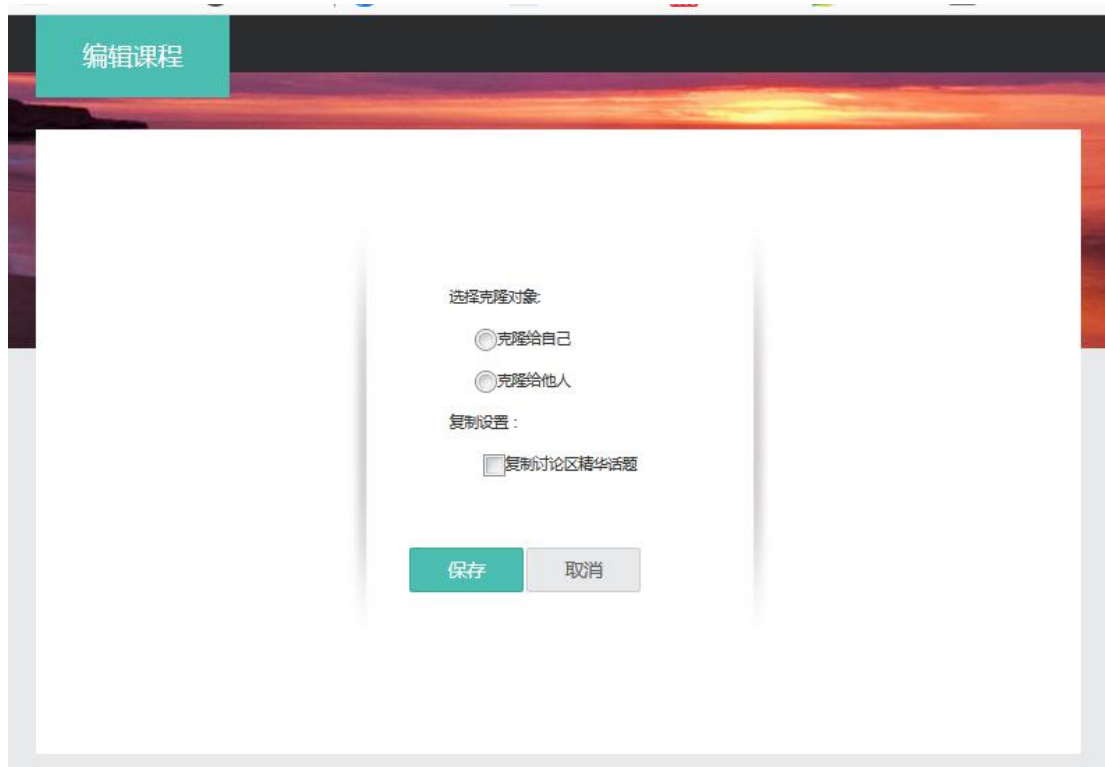 编辑课程
选择克隆对象:
克隆给自己
克隆给他人
复制设置：
复制讨论区精华话题
保存 取消